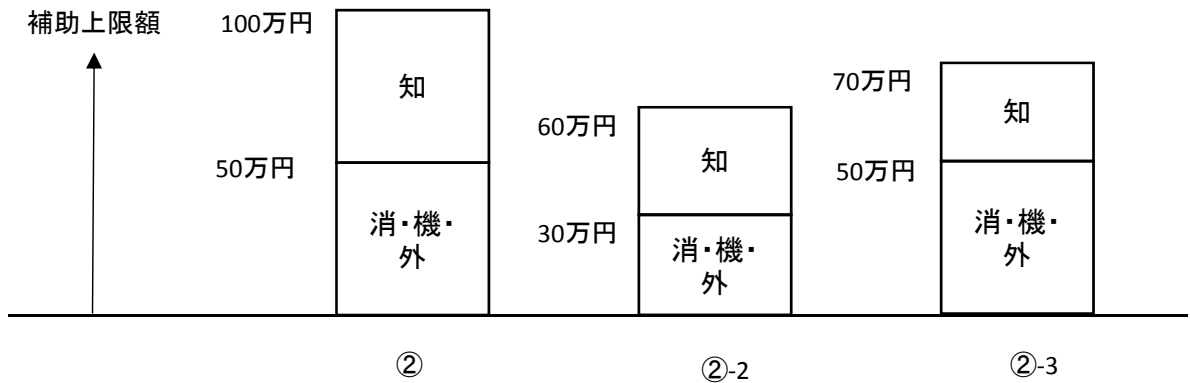 補助上限額
100万円
知
50万円
消・機・
外
60万円
知
30万円
消・機・
外
70万円
知
50万円
消・機・
外
②
②-2
②-3